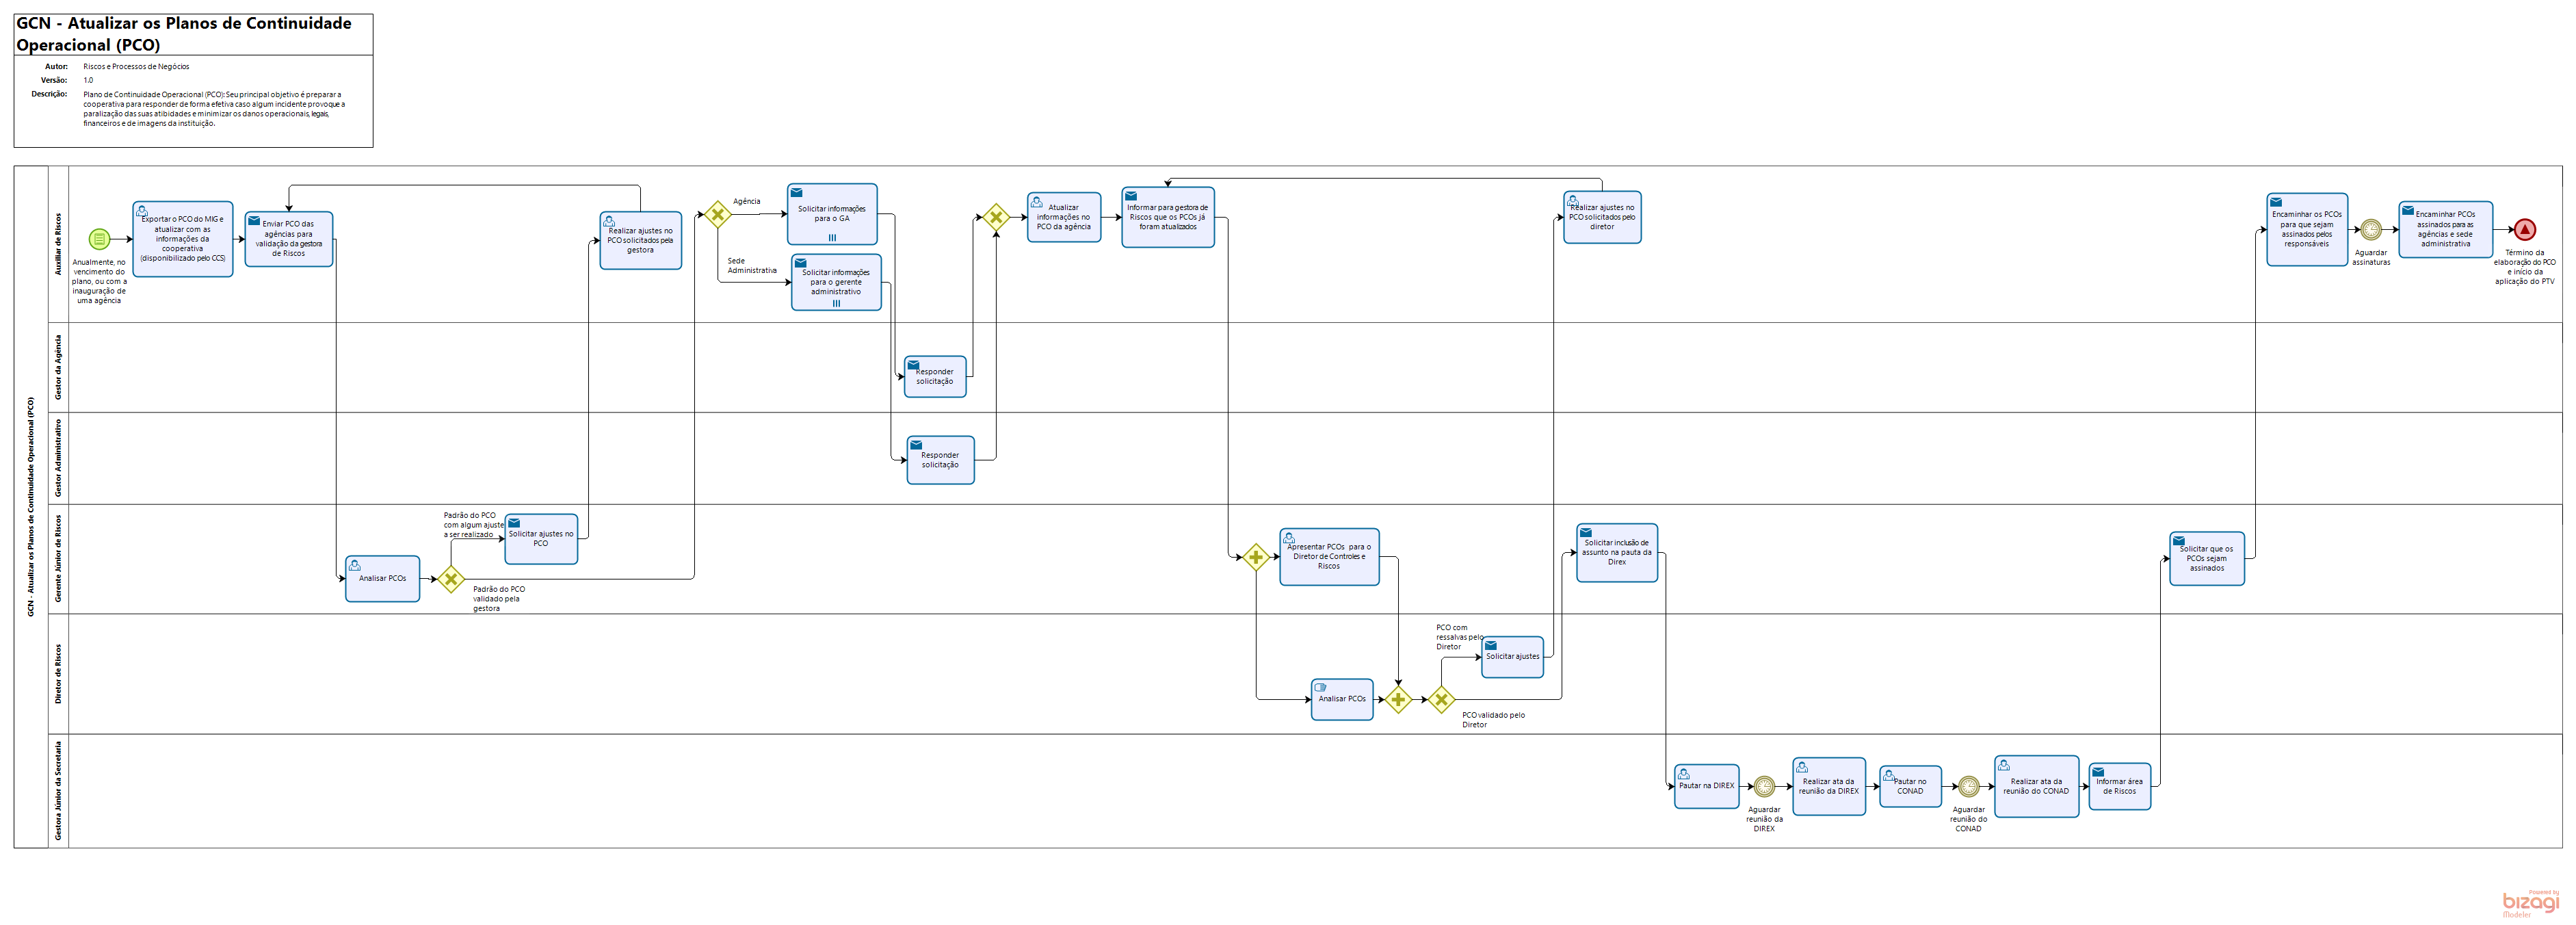 GCN - Atualizar os Planos de Continuidade
Operacional (PCO)
Autor: Riscos e Processos de Negócios
Versão: 1.0
Descrição: Plano de Continuidade Operacional (PCO): Seu principal objetivo é preparar a
cooperativa para responder de forma efetiva caso algum incidente provoque a
paralização das suas atibidades e minimizar os danos operacionais, legais,
financeiros e de imagens da instituição.
GCN - Atualizar os Planos de Continuidade Operacional (PCO)
Auxiliar de Riscos
Anualmente, no
vencimento do
plano, ou com a
inauguração de
uma agência
Exportar o PCO do MIG e
atualizar com as
informações da
cooperativa
(disponibilizado pelo CCS)
Enviar PCO das
agências para
validação da gestora
de Riscos
Realizar ajustes no
PCO solicitados pela
gestora
Agência
Sede
Administrativa
Solicitar informações
para o GA
Solicitar informações
para o gerente
administrativo
Atualizar
informações no
PCO da agência
Informar para gestora de
Riscos que os PCOs já
foram atualizados
Realizar ajustes no
PCO solicitados pelo
diretor
Encaminhar os PCOs
para que sejam
assinados pelos
responsáveis
Aguardar
assinaturas
Encaminhar PCOs
assinados para as
agências e sede
administrativa
Término da
elaboração do PCO
e início da
aplicação do PTV
Gestor da Agência
Responder
solicitação
Gestor Administrativo
Responder
solicitação
Gerente Júnior de Riscos
Analisar PCOs
Padrão do PCO
com algum ajuste
a ser realizado
Solicitar ajustes no
PCO
Padrão do PCO
validado pela
gestora
Apresentar PCOs para o
Diretor de Controles e
Riscos
Solicitar inclusão de
assunto na pauta da
Direx
Solicitar que os
PCOs sejam
assinados
Diretor de Riscos
Analisar PCOs
PCO com
ressalvas pelo
Diretor
Solicitar ajustes
PCO validado pelo
Diretor
Gestora Júnior da Secretaria
Pautar na DIREX
Aguardar
reunião da
DIREX
Realizar ata da
reunião da DIREX
Pautar no
CONAD
Aguardar
reunião do
CONAD
Realizar ata da
reunião do CONAD
Informar área
de Riscos
Powered by
bizagi
Modeler